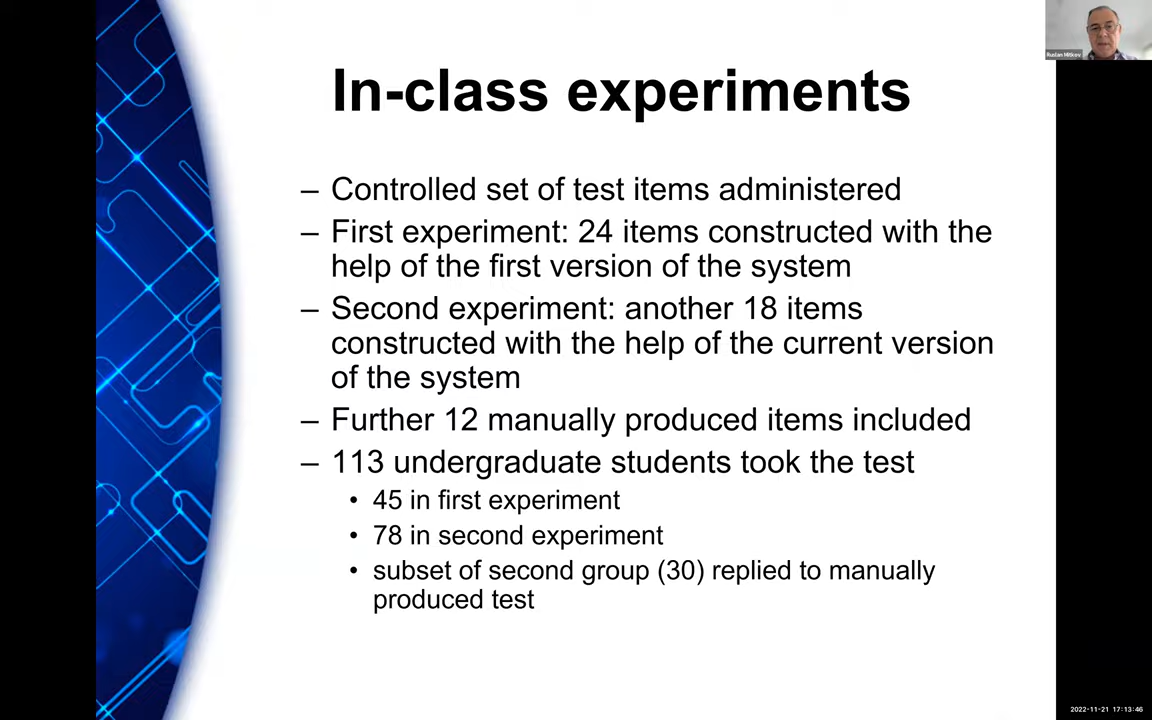 Ruslan Mitkov
In-class experiments
– Controlled set of test items administered
– First experiment: 24 items constructed with the
help of the first version of the system
– Second experiment: another 18 items
constructed with the help of the current version
of the system
– Further 12 manually produced items included
– 113 undergraduate students took the test
• 45 in first experiment
• 78 in second experiment
• subset of second group (30) replied to manually
produced test
2022-11-21 17:13:46